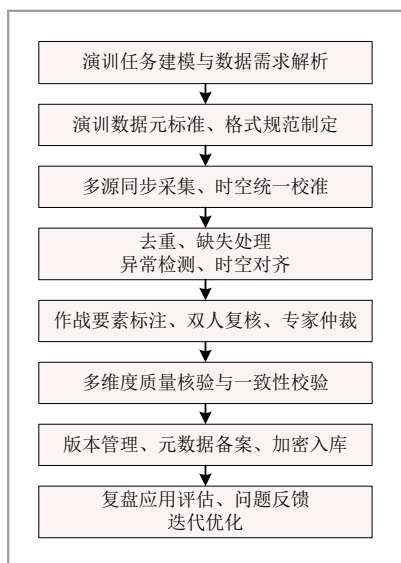 演训任务建模与数据需求解析
演训数据元标准、格式规范制定
多源同步采集、时空统一校准
去重、缺失处理
异常检测、时空对齐
作战要素标注、双人复核、专家仲裁
多维度质量核验与一致性校验
版本管理、元数据备案、加密入库
复盘应用评估、问题反馈
迭代优化